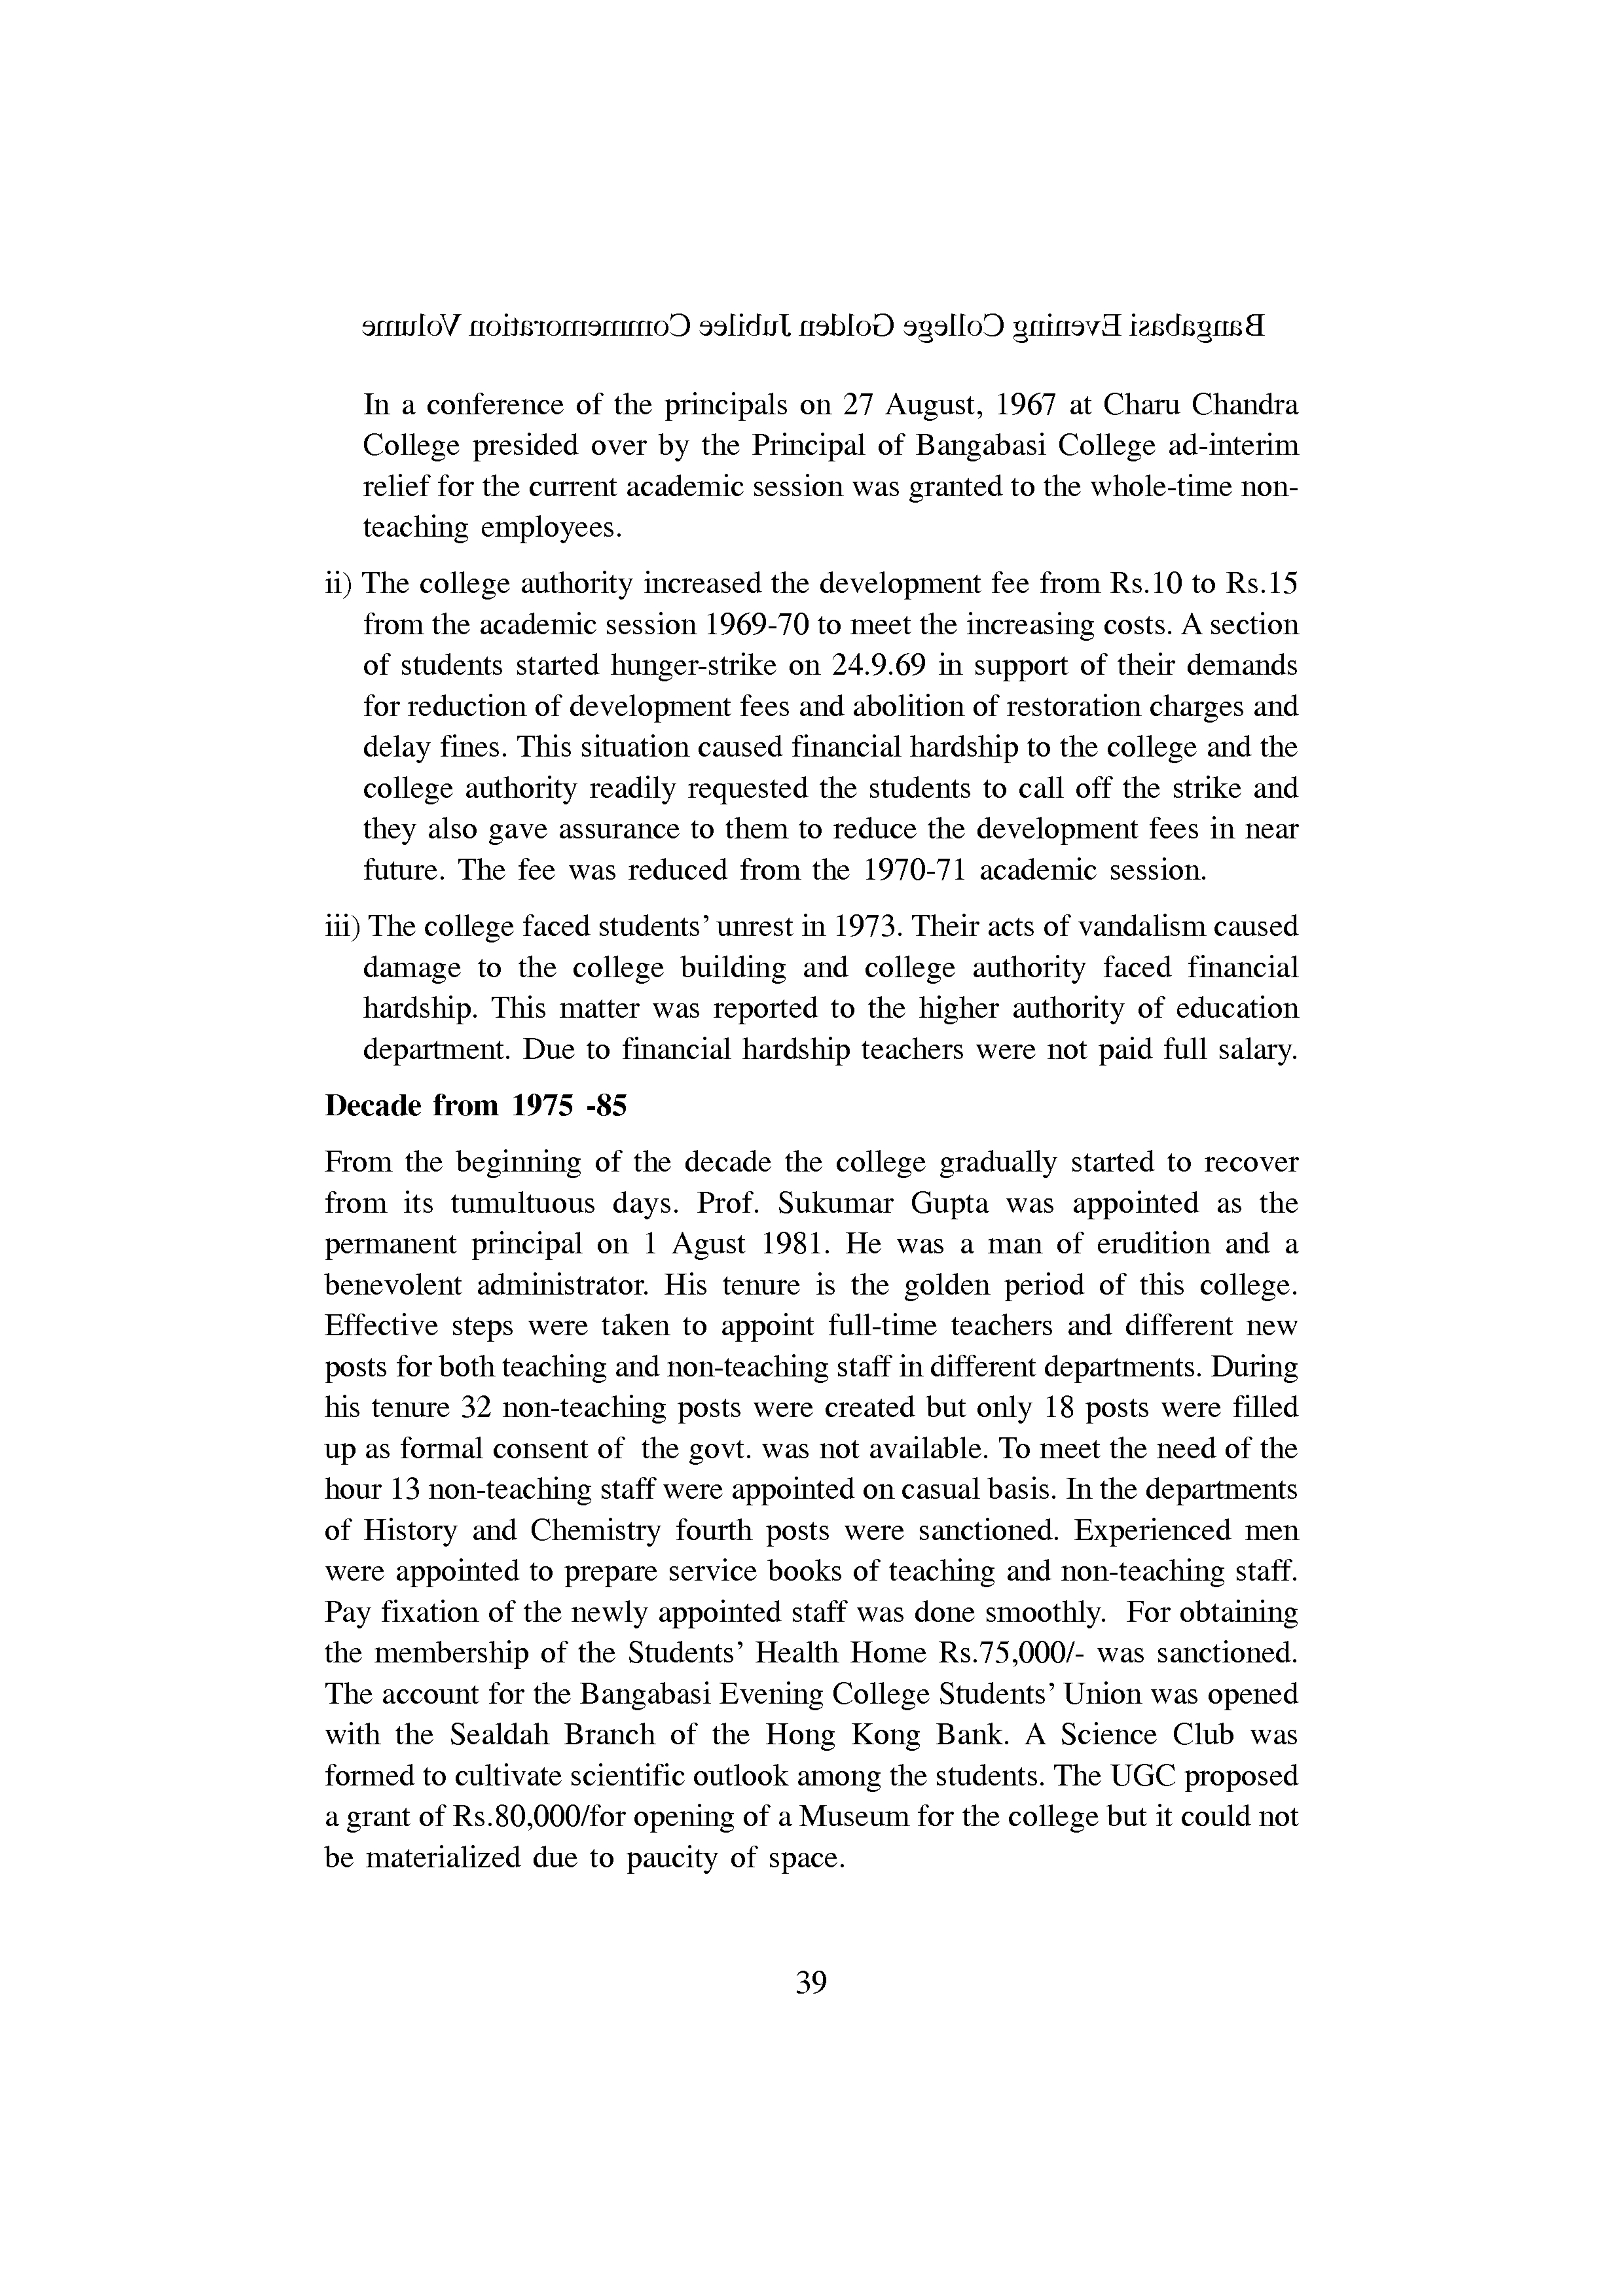 Bangabasi Evening College Golden Jubilee Commemoration Volume
In a conference of the principals on 27 August, 1967 at Charu Chandra
College presided over by the Principal of Bangabasi College ad-interim
relief for the current academic session was granted to the whole-time non-
teaching employees.
ii) The college authority increased the development fee from Rs.10 to Rs.15
from the academic session 1969-70 to meet the increasing costs. A section
of students started hunger-strike on 24.9.69 in support of their demands
for reduction of development fees and abolition of restoration charges and
delay fines. This situation caused financial hardship to the college and the
college authority readily requested the students to call off the strike and
they also gave assurance to them to reduce the development fees in near
future. The fee was reduced from the 1970-71 academic session.
iii) The college faced students’ unrest in 1973. Their acts of vandalism caused
damage to the college building and college authority faced financial
hardship. This matter was reported to the higher authority of education
department. Due to financial hardship teachers were not paid full salary.
Decade from 1975 -85
From the beginning of the decade the college gradually started to recover
from its tumultuous days. Prof. Sukumar Gupta was appointed as the
permanent principal on 1 Agust 1981. He was a man of erudition and a
benevolent administrator. His tenure is the golden period of this college.
Effective steps were taken to appoint full-time teachers and different new
posts for both teaching and non-teaching staff in different departments. During
his tenure 32 non-teaching posts were created but only 18 posts were filled
up as formal consent of the govt. was not available. To meet the need of the
hour 13 non-teaching staff were appointed on casual basis. In the departments
of History and Chemistry fourth posts were sanctioned. Experienced men
were appointed to prepare service books of teaching and non-teaching staff.
Pay fixation of the newly appointed staff was done smoothly. For obtaining
the membership of the Students’ Health Home Rs.75,000/- was sanctioned.
The account for the Bangabasi Evening College Students’ Union was opened
with the Sealdah Branch of the Hong Kong Bank. A Science Club was
formed to cultivate scientific outlook among the students. The UGC proposed
a grant of Rs.80,000/for opening of a Museum for the college but it could not
be materialized due to paucity of space.
39